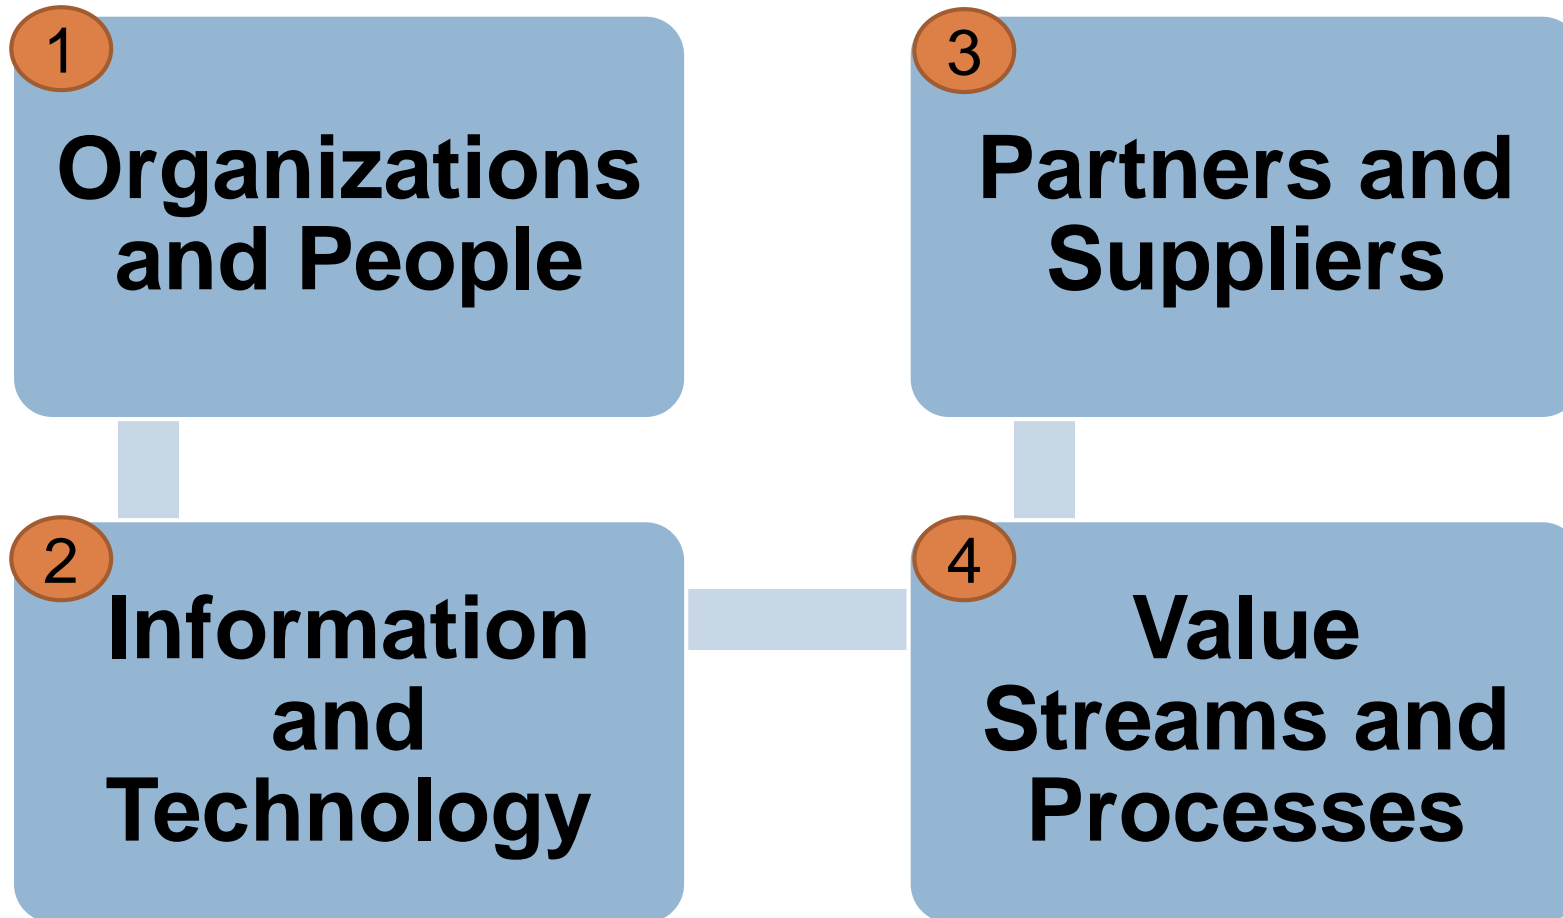 1
Organizations
and People
2
Information
and
Technology
3
Partners and
Suppliers
4
Value
Streams and
Processes